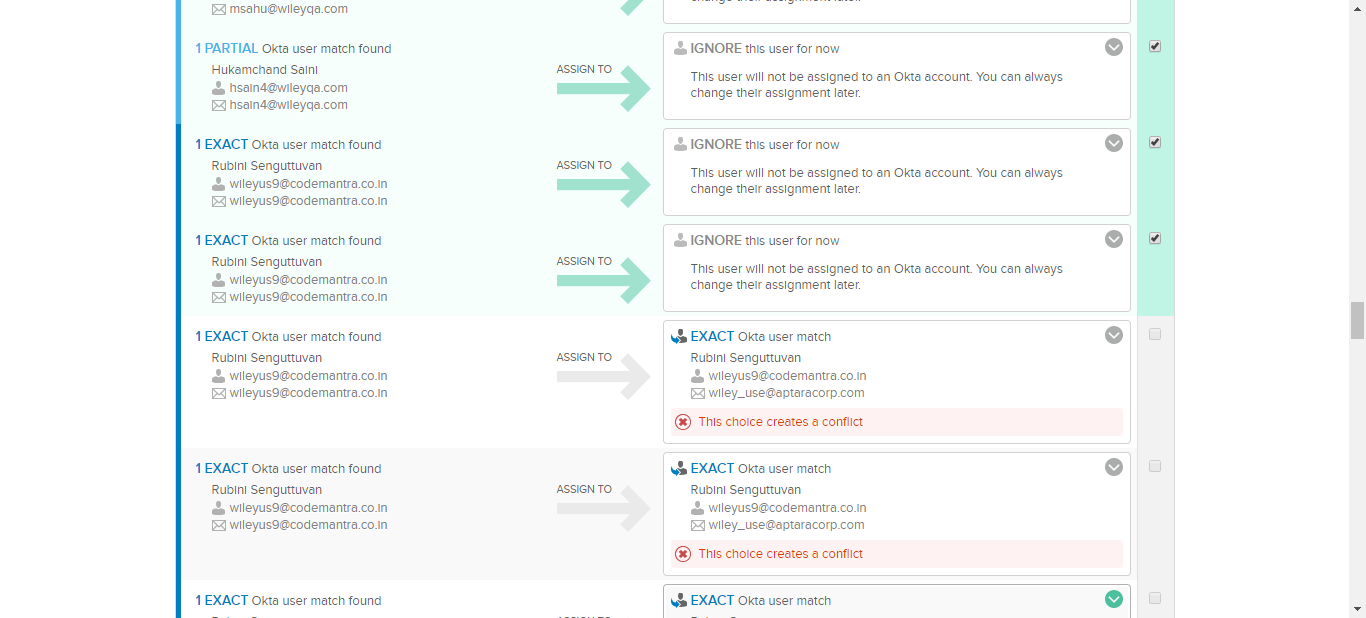 msahu@wileyqa.com
1 PARTIAL Okta user match found
Hukamchand Saini
hsain4@wileyqa.com
hsain4@wileyqa.com
ASSIGN TO
IGNORE this user for now
This user will not be assigned to an Okta account. You can always
change their assignment later.
1 EXACT Okta user match found
Rubini Senguttuvan
wileyus9@codemantra.co.in
wileyus9@codemantra.co.in
ASSIGN TO
IGNORE this user for now
This user will not be assigned to an Okta account. You can always
change their assignment later.
1 EXACT Okta user match found
Rubini Senguttuvan
wileyus9@codemantra.co.in
wileyus9@codemantra.co.in
ASSIGN TO
IGNORE this user for now
This user will not be assigned to an Okta account. You can always
change their assignment later.
1 EXACT Okta user match found
Rubini Senguttuvan
wileyus9@codemantra.co.in
wileyus9@codemantra.co.in
ASSIGN TO
EXACT Okta user match
Rubini Senguttuvan
wileyus9@codemantra.co.in
wiley_use@aptaracorp.com
This choice creates a conflict
1 EXACT Okta user match found
Rubini Senguttuvan
wileyus9@codemantra.co.in
wileyus9@codemantra.co.in
ASSIGN TO
EXACT Okta user match
Rubini Senguttuvan
wileyus9@codemantra.co.in
wiley_use@aptaracorp.com
This choice creates a conflict
1 EXACT Okta user match found
EXACT Okta user match